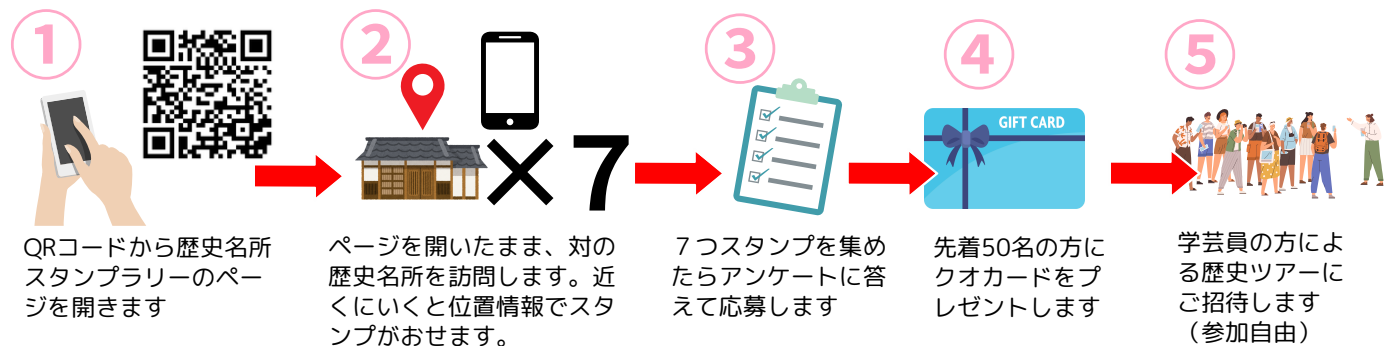 1
QRコードから歴史名所
スタンプラリーのペー
ジを開きます
2
×7
ページを開いたまま、対の
歴史名所を訪問します。近
くにいくと位置情報でスタ
ンプがおせます。
3
７つスタンプを集め
たらアンケートに答
えて応募します
4
GIFT CARD
先着50名の方に
クオカードをプ
レゼントします
5
学芸員の方によ
る歴史ツアーに
ご招待します
（参加自由）